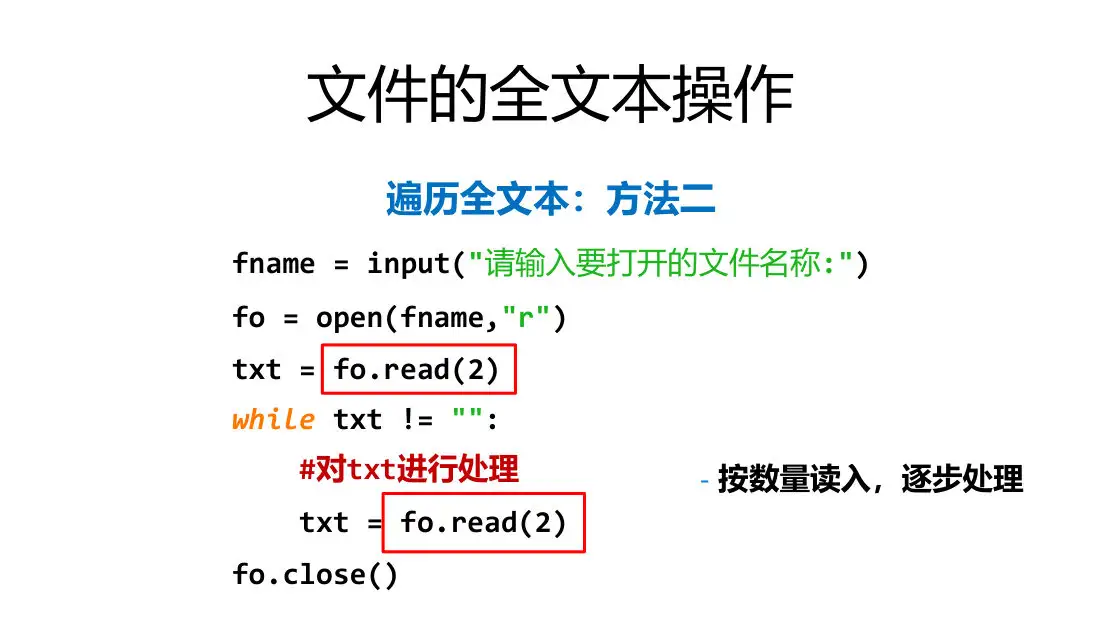 文件的全文本操作
遍历全文本：方法二
fname = input("请输入要打开的文件名称:")
fo = open(fname,"r")
txt = fo.read(2)
while txt != "":
#对txt进行处理
- 按数量读入，逐步处理
txt = fo.read(2)
fo.close()